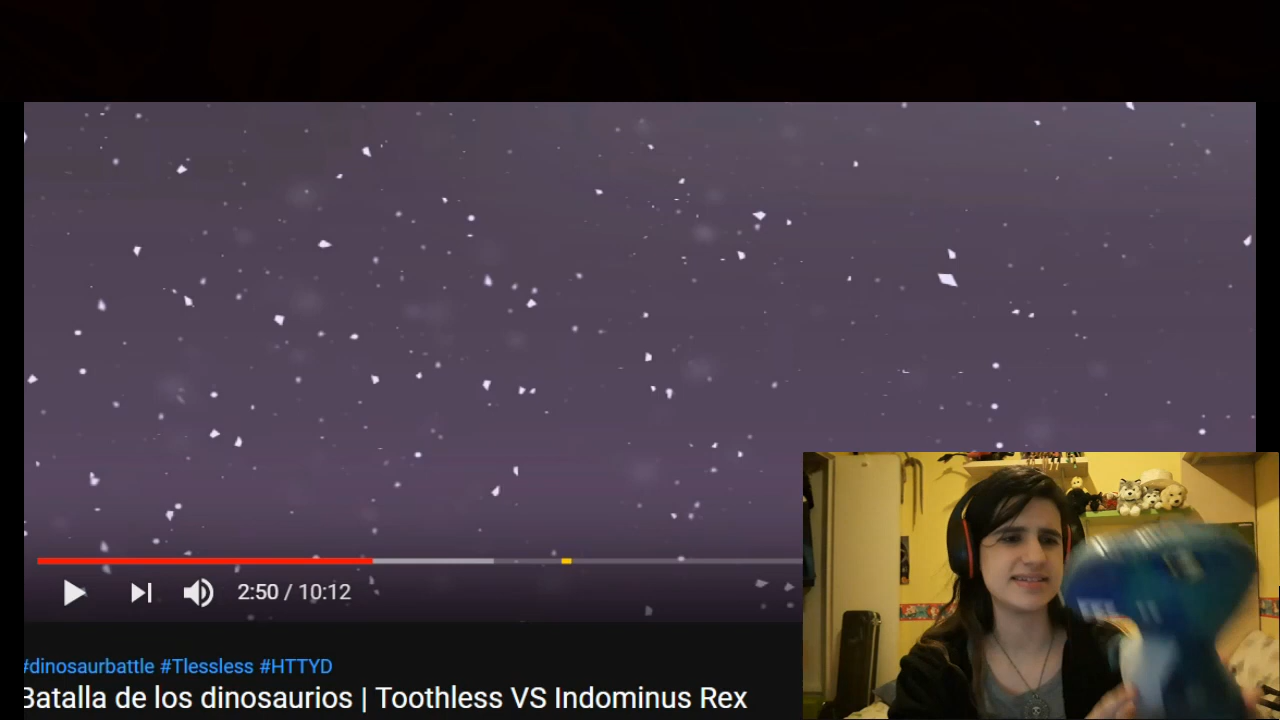 2:50 / 10:12
#dinosaurbattle #Tlessless #HTTYD
Batalla de los dinosaurios | Toothless VS Indominus Rex